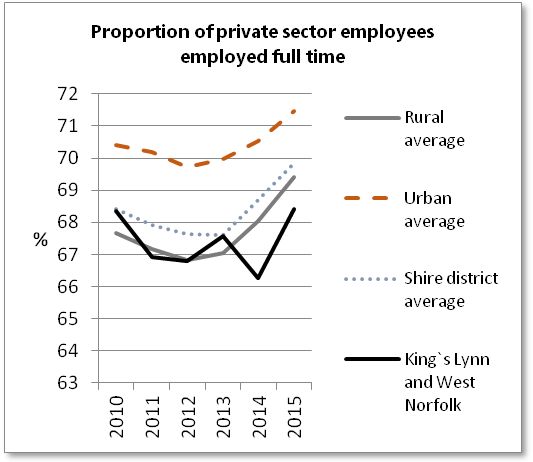 Proportion of private sector employees
employed full time
72
71
70
69
68
67
66
65
64
63
%
2010
2011
2012
2013
2014
2015
Rural
average
Urban
average
Shire district
average
King`s Lynn
and West
Norfolk